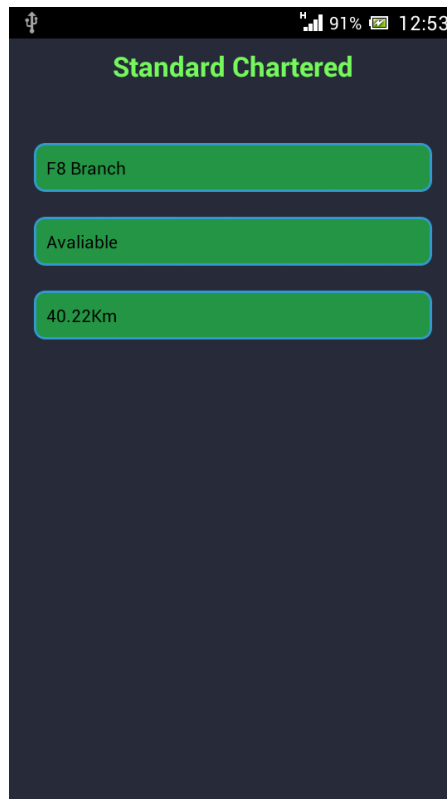 H 91% 12:53
Standard Chartered
F8 Branch
Avaliable
40.22Km